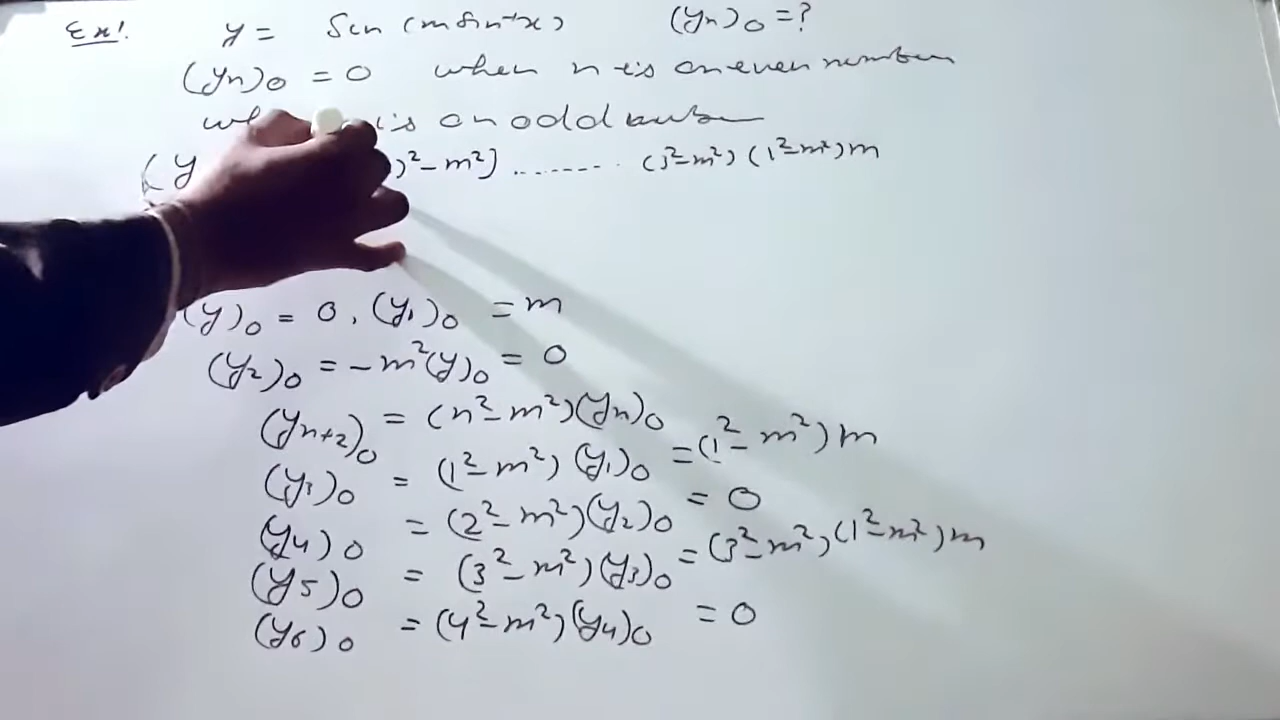 Ex!. y = Sin (m sin⁻¹x) (yn)₀ = ?
(yn)₀ = 0 when n is an even number
is an odd number
(y )² – m²] ........ (3² – m²) (1² – m²) m
(y)₀ = 0, (y₁)₀ = m
(y₂)₀ = – m²(y)₀ = 0
(yn+2)₀ = (n² – m²)(yn)₀
(y₃)₀ = (1² – m²) (y₁)₀ = (1² – m²) m
(y₄)₀ = (2² – m²)(y₂)₀ = 0
(y₅)₀ = (3² – m²)(y₃)₀ = (3² – m²)(1² – m²) m
(y₆)₀ = (4² – m²)(y₄)₀ = 0